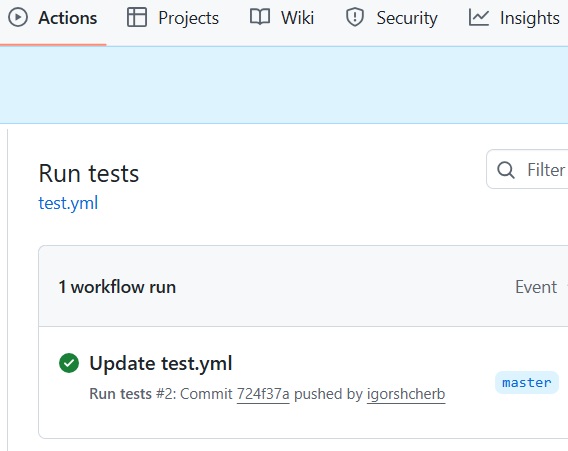 Actions Projects Wiki Security Insights
Run tests
Filter
test.yml
1 workflow run Event
Update test.yml
Run tests #2: Commit 724f37a pushed by igorshcherb
master